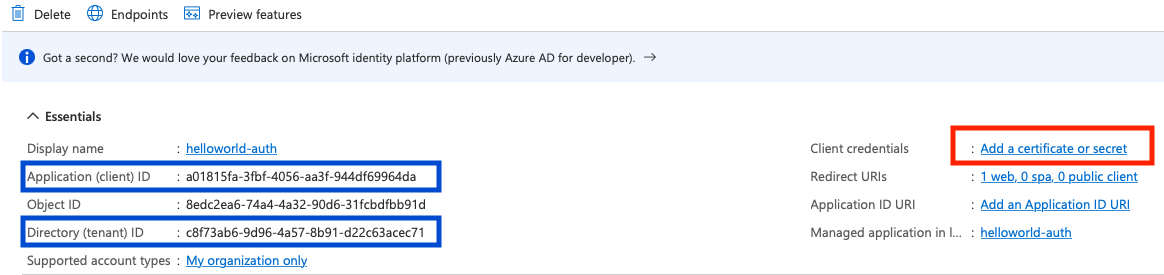 Delete Endpoints Preview features
Got a second? We would love your feedback on Microsoft identity platform (previously Azure AD for developer). →
Essentials
Display name : helloworld-auth
Application (client) ID : a01815fa-3fbf-4056-aa3f-944df69964da
Object ID : 8edc2ea6-74a4-4a32-90d6-31fcbdfbb91d
Directory (tenant) ID : c8f73ab6-9d96-4a57-8b91-d22c63acec71
Supported account types : My organization only
Client credentials : Add a certificate or secret
Redirect URIs : 1 web, 0 spa, 0 public client
Application ID URI : Add an Application ID URI
Managed application in l... : helloworld-auth